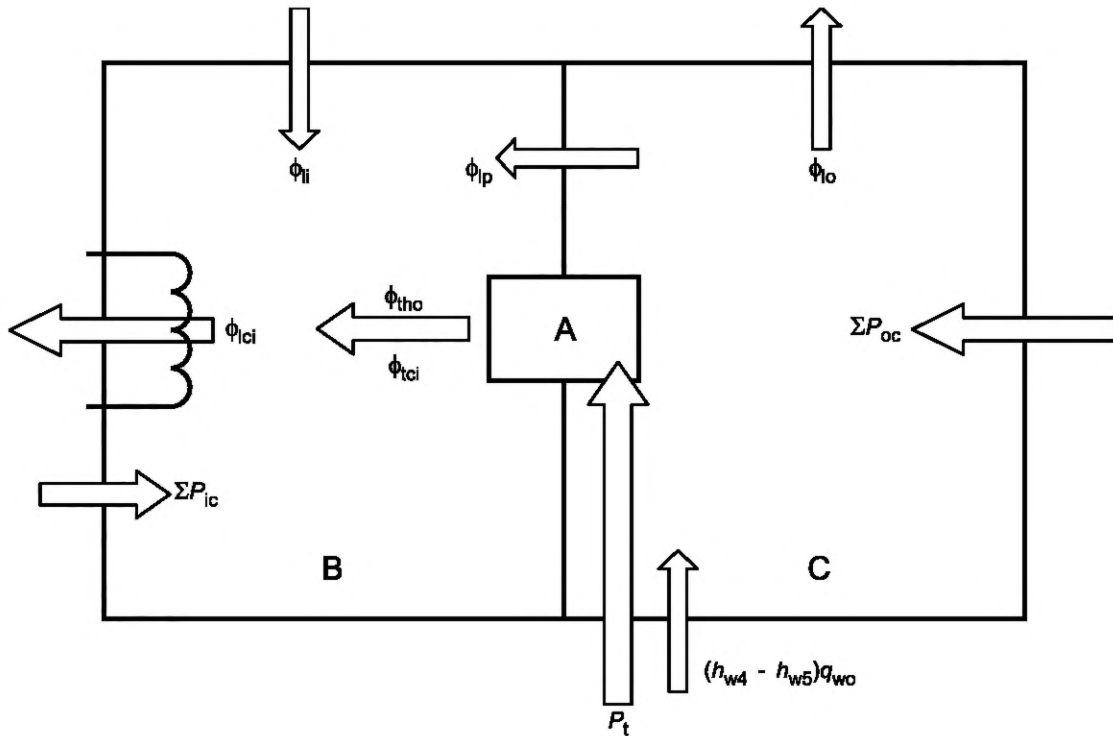 ϕli
ϕlp
ϕlo
ϕtho
ϕlci
A
ΣPoc
ϕtci
ΣPic
B
C
(hw4 - hw5)qwo
Pt